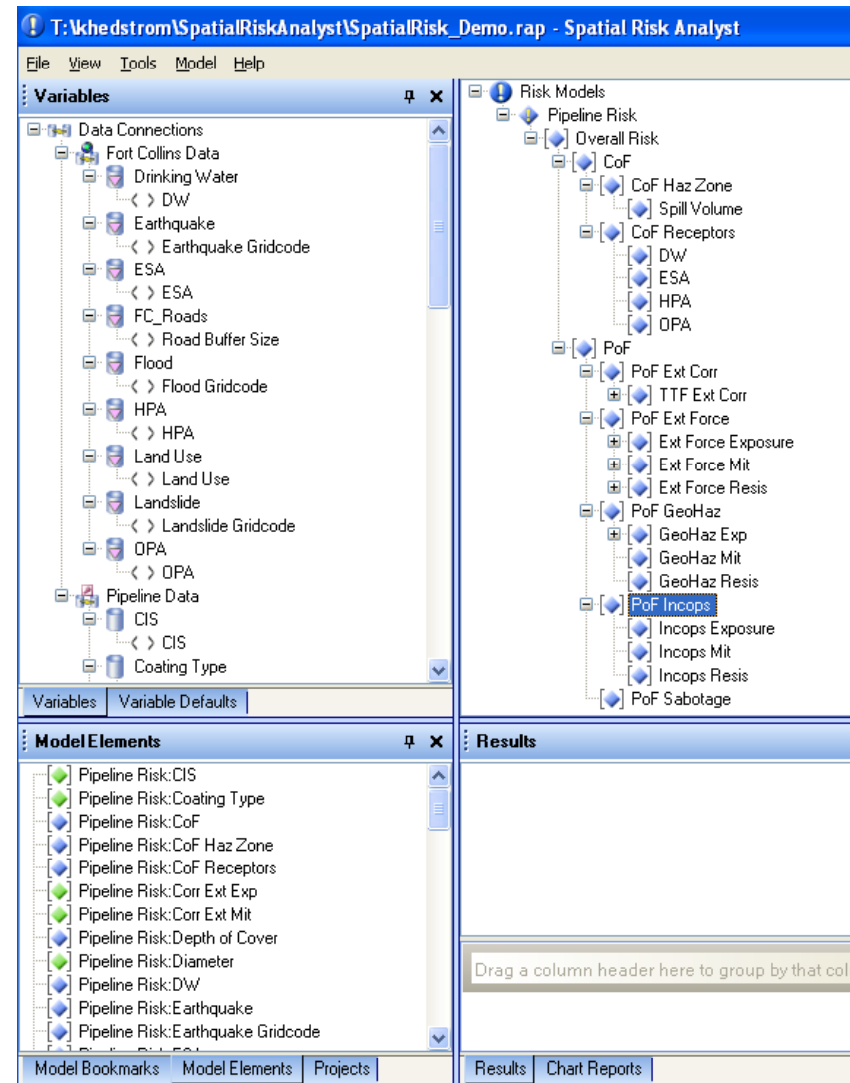 T:\khedstrom\SpatialRiskAnalyst\SpatialRisk_Demo.rap - Spatial Risk Analyst
File View Tools Model Help
Variables
Data Connections
Fort Collins Data
Drinking Water
DW
Earthquake
Earthquake Gridcode
ESA
ESA
FC_Roads
Road Buffer Size
Flood
Flood Gridcode
HPA
HPA
Land Use
Land Use
Landslide
Landslide Gridcode
OPA
OPA
Pipeline Data
CIS
CIS
Coating Type
Variables Variable Defaults
Risk Models
Pipeline Risk
Overall Risk
CoF
CoF Haz Zone
Spill Volume
CoF Receptors
DW
ESA
HPA
OPA
PoF
PoF Ext Corr
TTF Ext Corr
PoF Ext Force
Ext Force Exposure
Ext Force Mit
Ext Force Resis
PoF GeoHaz
GeoHaz Exp
GeoHaz Mit
GeoHaz Resis
PoF Incops
Incops Exposure
Incops Mit
Incops Resis
PoF Sabotage
Model Elements
Pipeline Risk:CIS
Pipeline Risk:Coating Type
Pipeline Risk:CoF
Pipeline Risk:CoF Haz Zone
Pipeline Risk:CoF Receptors
Pipeline Risk:Corr Ext Exp
Pipeline Risk:Corr Ext Mit
Pipeline Risk:Depth of Cover
Pipeline Risk:Diameter
Pipeline Risk:DW
Pipeline Risk:Earthquake
Pipeline Risk:Earthquake Gridcode
Model Bookmarks Model Elements Projects
Results
Drag a column header here to group by that col
Results Chart Reports